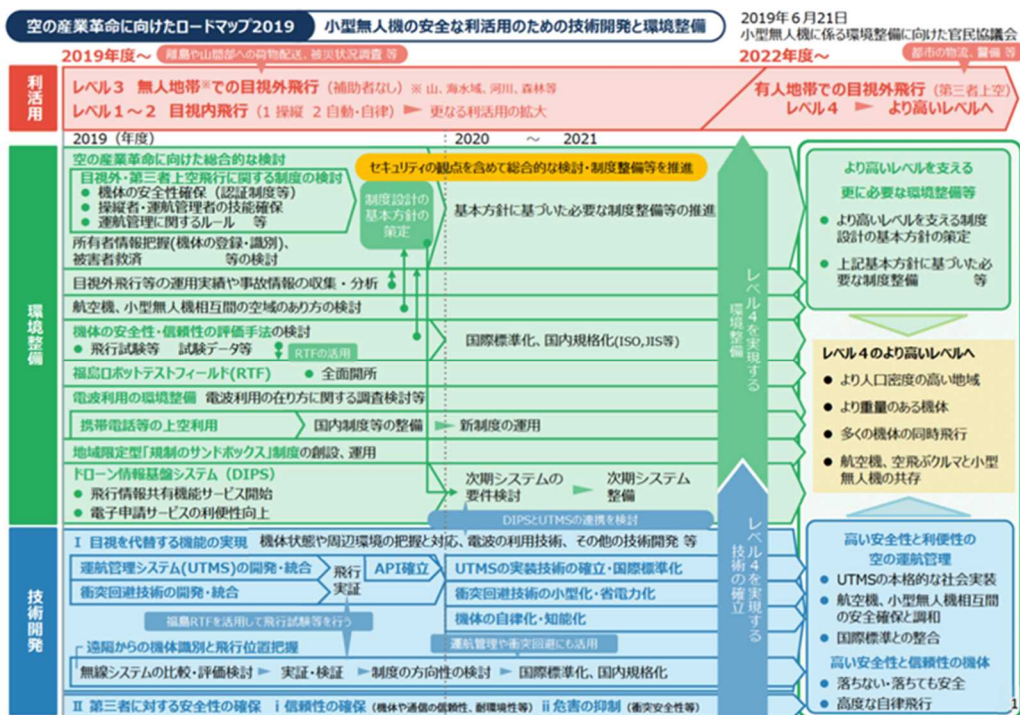 空の産業革命に向けたロードマップ2019
小型無人機の安全な利活用のための技術開発と環境整備
2019年6月21日
小型無人機に係る環境整備に向けた官民協議会
利活用
2019年度～
離島や山間部への荷物配送、被災状況調査 等
レベル3 無人地帯※での目視外飛行 (補助者なし) ※ 山、海水域、河川、森林等
レベル1～2 目視内飛行 (1 操縦 2 自動・自律) 更なる利活用の拡大
2022年度～
都市の物流、警備 等
有人地帯での目視外飛行 (第三者上空)
レベル4 より高いレベルへ
2019 (年度)
2020 ～ 2021
環境整備
空の産業革命に向けた総合的な検討
セキュリティの観点を含めて総合的な検討・制度整備等を推進
目視外・第三者上空飛行に関する制度の検討
● 機体の安全性確保 (認証制度等)
● 操縦者・運航管理者の技能確保
● 運航管理に関するルール 等
制度設計の
基本方針の
策定
基本方針に基づいた必要な制度整備等の推進
所有者情報把握(機体の登録・識別)、
被害者救済 等の検討
目視外飛行等の運用実績や事故情報の収集・分析
航空機、小型無人機相互間の空域のあり方の検討
機体の安全性・信頼性の評価手法の検討
● 飛行試験等 試験データ等
RTFの活用
国際標準化、国内規格化(ISO,JIS等)
福島ロボットテストフィールド(RTF) ● 全面開所
電波利用の環境整備 電波利用の在り方に関する調査検討等
携帯電話等の上空利用
国内制度等の整備
新制度の運用
地域限定型「規制のサンドボックス」制度の創設、運用
ドローン情報基盤システム (DIPS)
● 飛行情報共有機能サービス開始
● 電子申請サービスの利便性向上
次期システムの
要件検討
次期システム
整備
DIPSとUTMSの連携を検討
レベル4を実現する
環境整備
より高いレベルを支える
更に必要な環境整備等
● より高いレベルを支える制度
設計の基本方針の策定
● 上記基本方針に基づいた必
要な制度整備 等
レベル4のより高いレベルへ
● より人口密度の高い地域
● より重量のある機体
● 多くの機体の同時飛行
● 航空機、空飛ぶクルマと小型
無人機の共存
技術開発
Ⅰ 目視を代替する機能の実現 機体状態や周辺環境の把握と対応、電波の利用技術、その他の技術開発 等
運航管理システム(UTMS)の開発・統合
衝突回避技術の開発・統合
飛行
実証
API確立
UTMSの実装技術の確立・国際標準化
衝突回避技術の小型化・省電力化
機体の自律化・知能化
福島RTFを活用して飛行試験等を行う
運航管理や衝突回避にも活用
遠隔からの機体識別と飛行位置把握
無線システムの比較・評価検討
実証・検証
制度の方向性の検討
国際標準化、国内規格化
Ⅱ 第三者に対する安全性の確保 ⅰ 信頼性の確保 (機体や通信の信頼性、耐環境性等) ⅱ 危害の抑制 (衝突安全性等)
レベル4を実現する
技術の確立
高い安全性と利便性の
空の運航管理
● UTMSの本格的な社会実装
● 航空機、小型無人機相互間
の安全確保と調和
● 国際標準との整合
高い安全性と信頼性の機体
● 落ちない・落ちても安全
● 高度な自律飛行
1